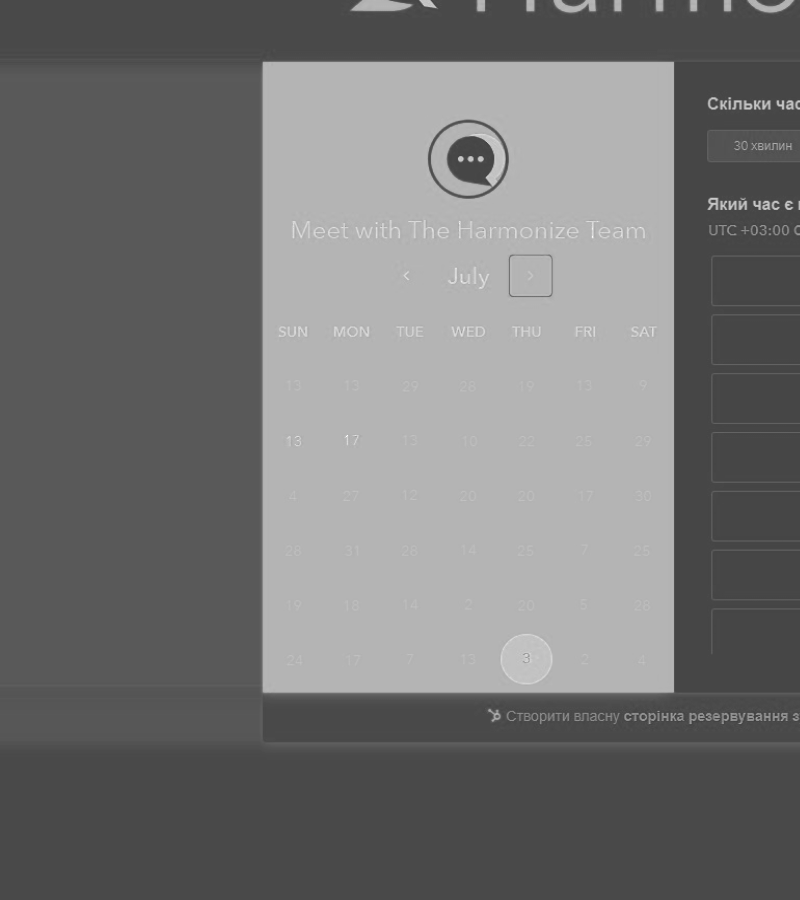 Harmo
Meet with The Harmonize Team
July
SUN MON TUE WED THU FRI SAT
13 13 29 28 19 13 9
13 17 13 10 22 25 29
4 27 12 20 20 17 30
28 31 28 14 25 7 25
19 18 14 2 20 5 28
24 17 7 13 3 2 4
Скільки час
30 хвилин
Який час є
UTC +03:00
Створити власну сторінка резервування з